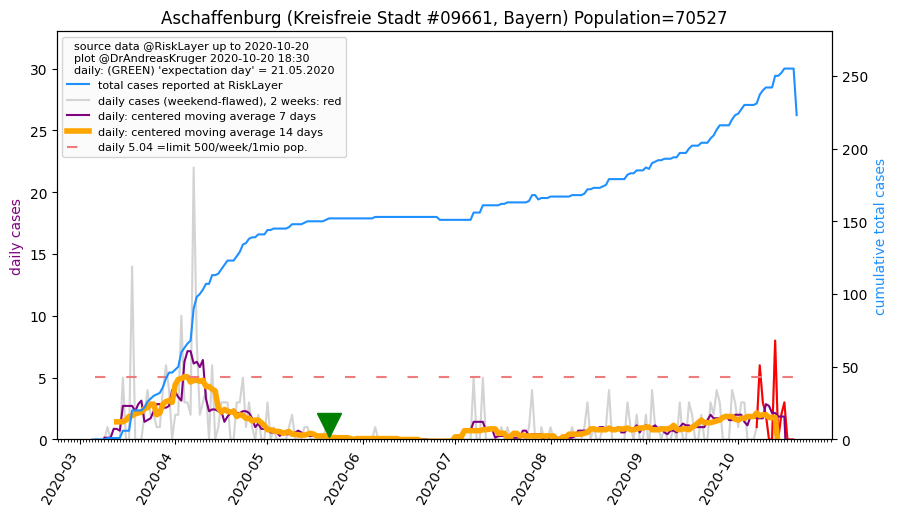 Aschaffenburg (Kreisfreie Stadt #09661, Bayern) Population=70527
source data @RiskLayer up to 2020-10-20
plot @DrAndreasKruger 2020-10-20 18:30
daily: (GREEN) 'expectation day' = 21.05.2020
total cases reported at RiskLayer
daily cases (weekend-flawed), 2 weeks: red
daily: centered moving average 7 days
daily: centered moving average 14 days
daily 5.04 =limit 500/week/1mio pop.
daily cases
30
25
20
15
10
5
0
cumulative total cases
250
200
150
100
50
0
2020-03
2020-04
2020-05
2020-06
2020-07
2020-08
2020-09
2020-10